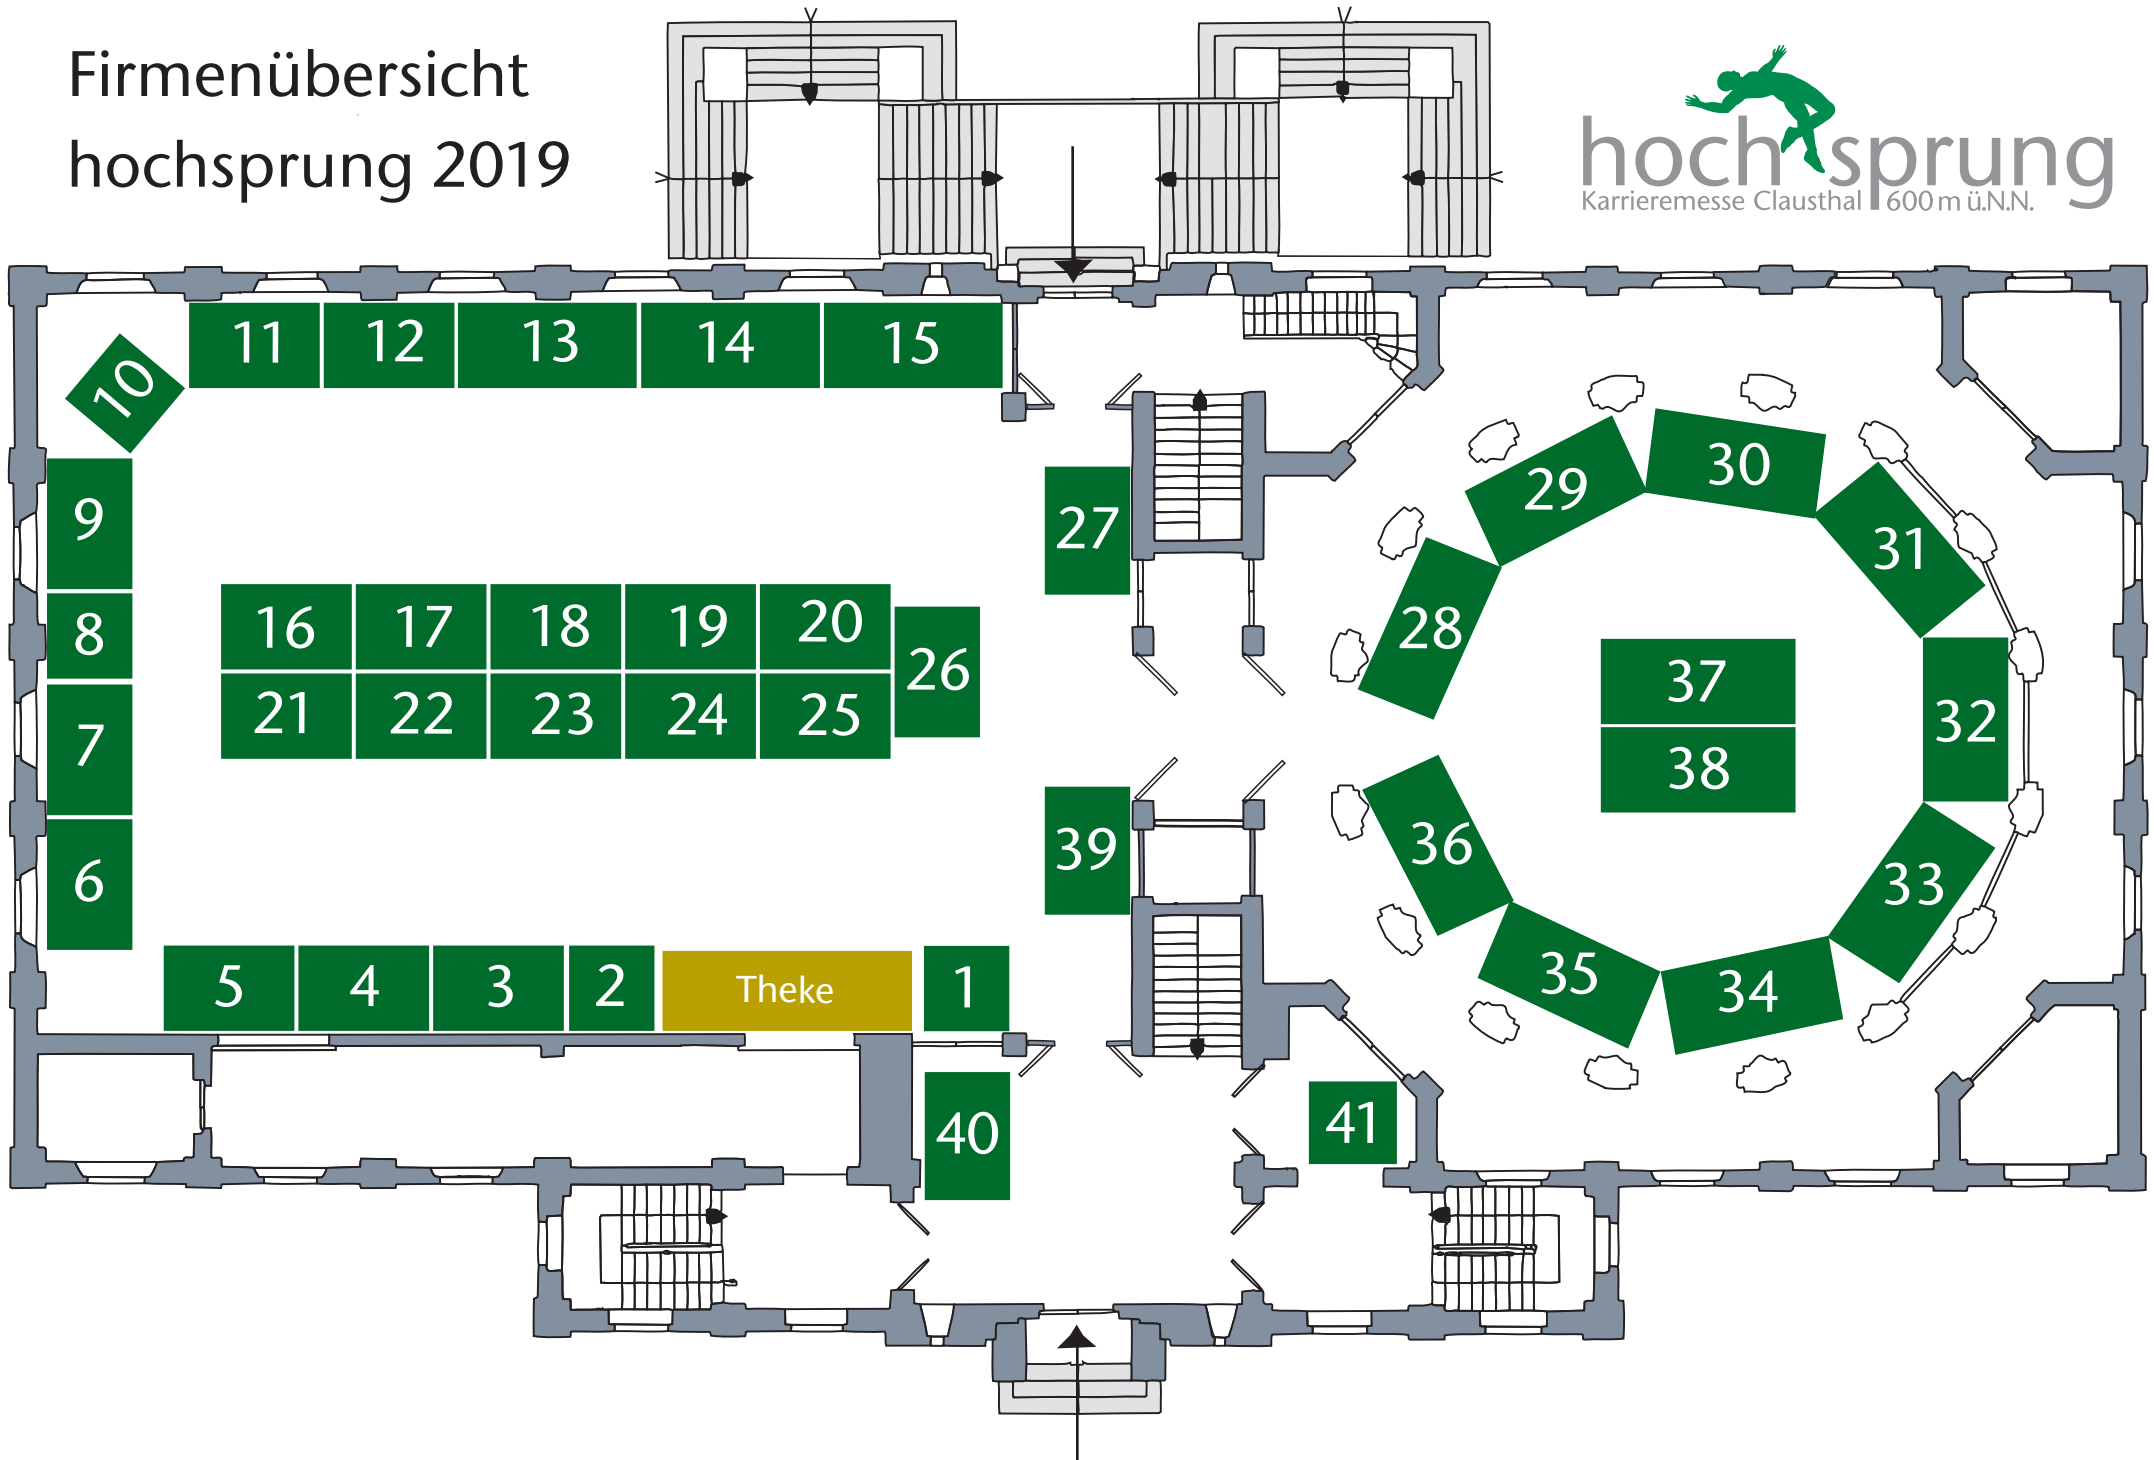 Firmenübersicht
hochsprung 2019
hochsprung
Karrieremesse Clausthal 600 m ü.N.N.
11 12 13 14 15
10
9
8
7
6
16 17 18 19 20
21 22 23 24 25
26
27
39
5 4 3 2 Theke 1
40
41
28
29
30
31
32
37
38
36
35
34
33